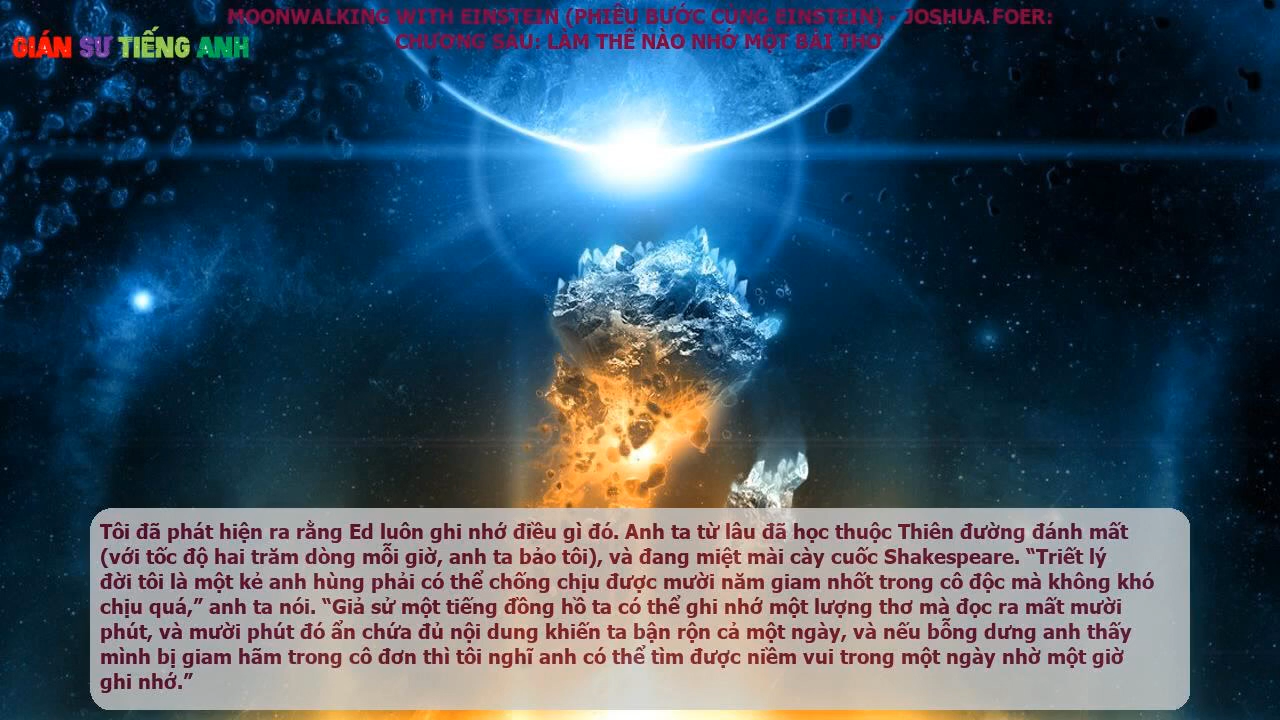 MOONWALKING WITH EINSTEIN (PHIÊU BƯỚC CÙNG EINSTEIN) - JOSHUA FOER:
CHƯƠNG SÁU: LÀM THẾ NÀO NHỚ MỘT BÀI THƠ
GIÁN SƯ TIẾNG ANH
Tôi đã phát hiện ra rằng Ed luôn ghi nhớ điều gì đó. Anh ta từ lâu đã học thuộc Thiên đường đánh mất
(với tốc độ hai trăm dòng mỗi giờ, anh ta bảo tôi), và đang miệt mài cày cuốc Shakespeare. “Triết lý
đời tôi là một kẻ anh hùng phải có thể chống chịu được mười năm giam nhốt trong cô độc mà không khó
chịu quá,” anh ta nói. “Giả sử một tiếng đồng hồ ta có thể ghi nhớ một lượng thơ mà đọc ra mất mười
phút, và mười phút đó ẩn chứa đủ nội dung khiến ta bận rộn cả một ngày, và nếu bỗng dưng anh thấy
mình bị giam hãm trong cô đơn thì tôi nghĩ anh có thể tìm được niềm vui trong một ngày nhờ một giờ
ghi nhớ.”